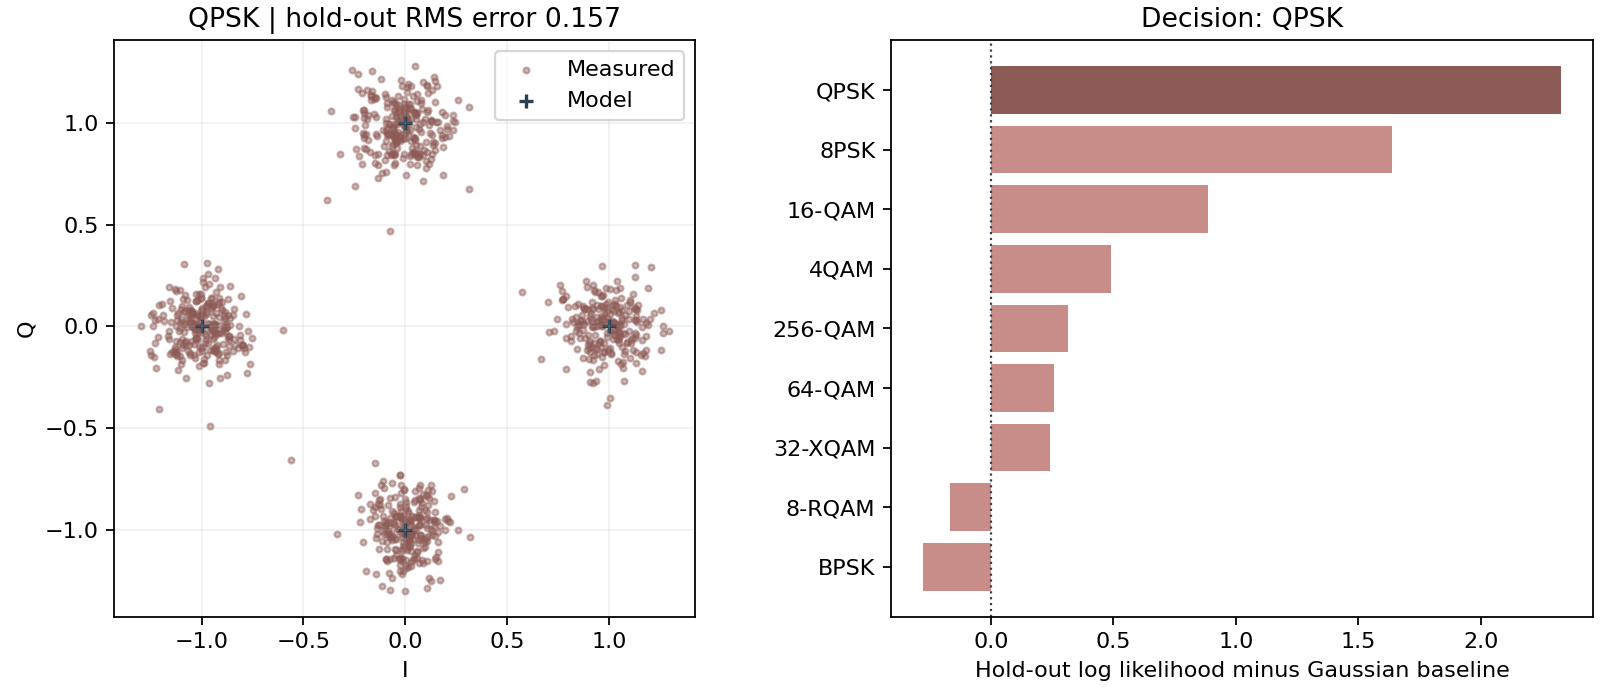 QPSK | hold-out RMS error 0.157
Measured
Model
1.0
0.5
0.0
−0.5
−1.0
Q
−1.0
−0.5
0.0
0.5
1.0
I
Decision: QPSK
QPSK
8PSK
16-QAM
4QAM
256-QAM
64-QAM
32-XQAM
8-RQAM
BPSK
0.0
0.5
1.0
1.5
2.0
Hold-out log likelihood minus Gaussian baseline